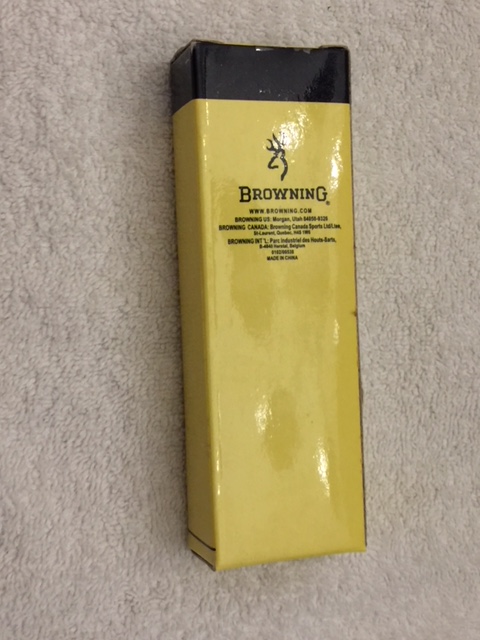 BROWNING®
WWW.BROWNING.COM
BROWNING US: Morgan, Utah 84050-9326
BROWNING CANADA: Browning Canada Sports Ltd/Ltee,
St-Laurent, Quebec, H4S 1M5
BROWNING INT'L: Parc Industriel des Hauts-Sarts,
B-4040 Herstal, Belgium
MADE IN CHINA